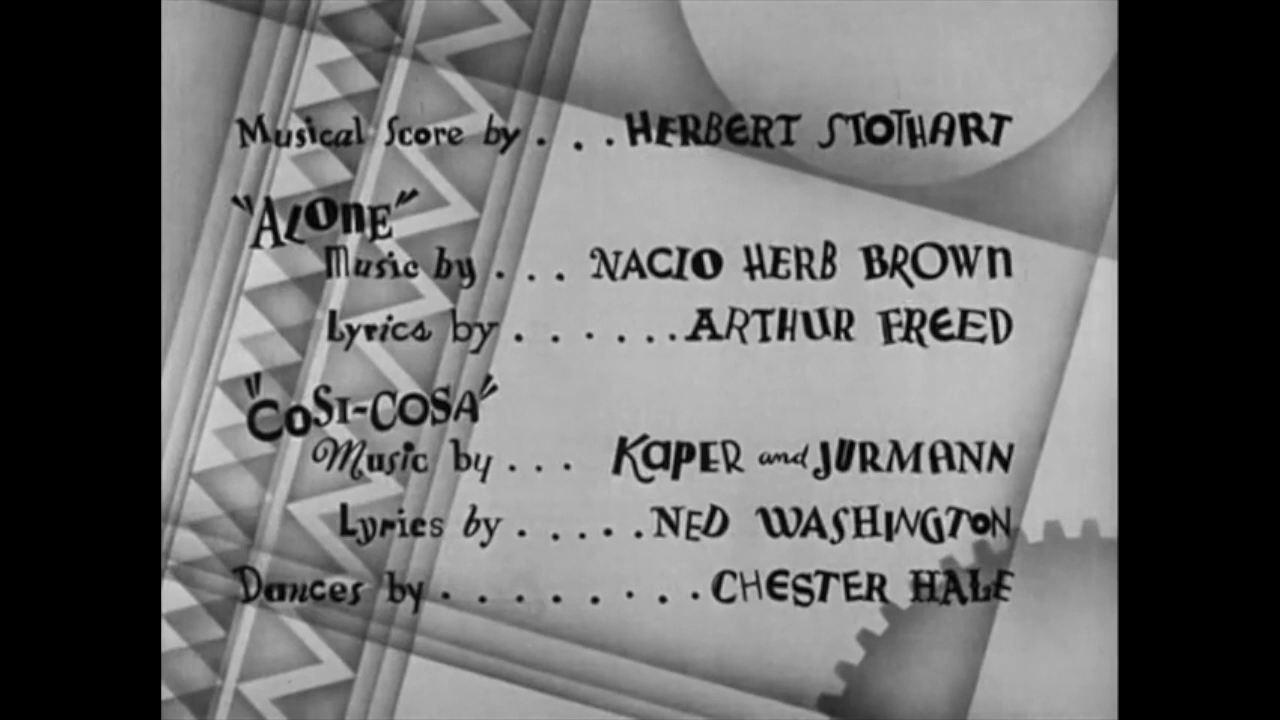 Musical Score by . . . HERBERT STOTHART
"ALONE"
Music by . . . NACIO HERB BROWN
Lyrics by . . . . . . . ARTHUR FREED
"COSI-COSA"
Music by . . . KAPER and JURMANN
Lyrics by . . . . . NED WASHINGTON
Dances by . . . . . . . . . CHESTER HALE